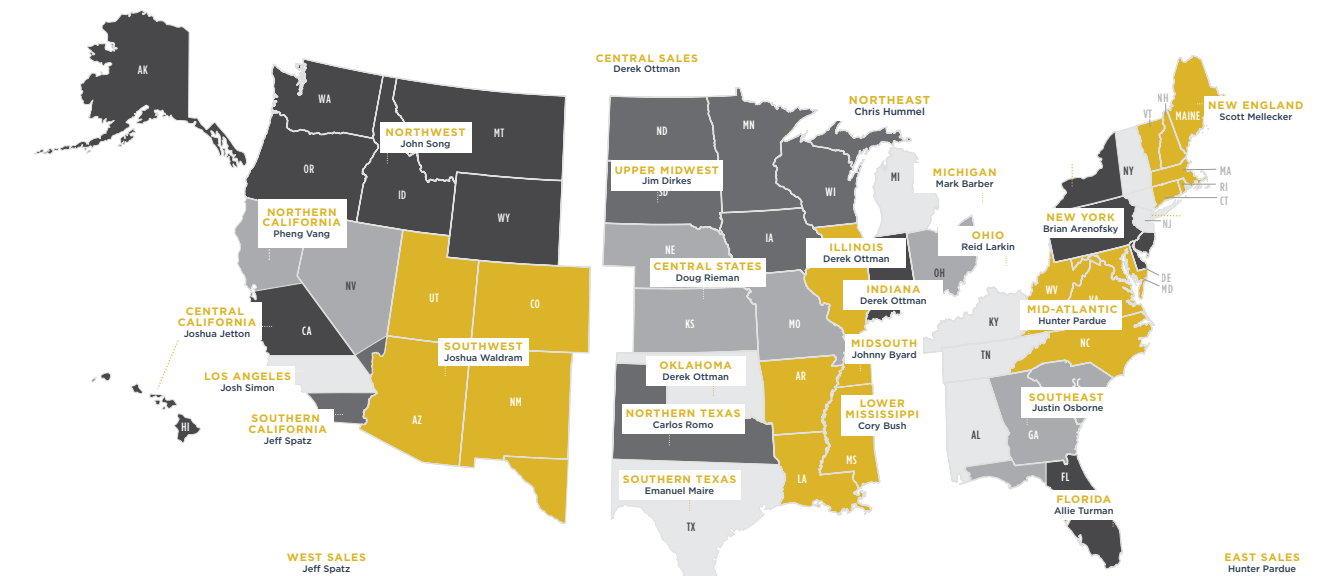 CENTRAL SALES
Derek Ottman
AK
WA
MT
OR
ID
WY
NORTHWEST
John Song
NORTHERN
CALIFORNIA
Pheng Vang
NV
UT
CO
CENTRAL
CALIFORNIA
Joshua Jetton
CA
SOUTHWEST
Joshua Waldram
LOS ANGELES
Josh Simon
SOUTHERN
CALIFORNIA
Jeff Spatz
AZ
NM
HI
WEST SALES
Jeff Spatz
ND
MN
UPPER MIDWEST
Jim Dirkes
SD
WI
IA
NE
CENTRAL STATES
Doug Rieman
KS
MO
ILLINOIS
Derek Ottman
INDIANA
Derek Ottman
OKLAHOMA
Derek Ottman
AR
MIDSOUTH
Johnny Byard
NORTHERN TEXAS
Carlos Romo
LOWER
MISSISSIPPI
Cory Bush
MS
LA
SOUTHERN TEXAS
Emanuel Maire
TX
NORTHEAST
Chris Hummel
MI
MICHIGAN
Mark Barber
OHIO
Reid Larkin
OH
NH
VT
MAINE
NEW ENGLAND
Scott Mellecker
NY
MA
RI
CT
NEW YORK
Brian Arenofsky
NJ
DE
MD
WV
VA
MID-ATLANTIC
Hunter Pardue
KY
NC
TN
SC
SOUTHEAST
Justin Osborne
AL
GA
FL
FLORIDA
Allie Turman
EAST SALES
Hunter Pardue